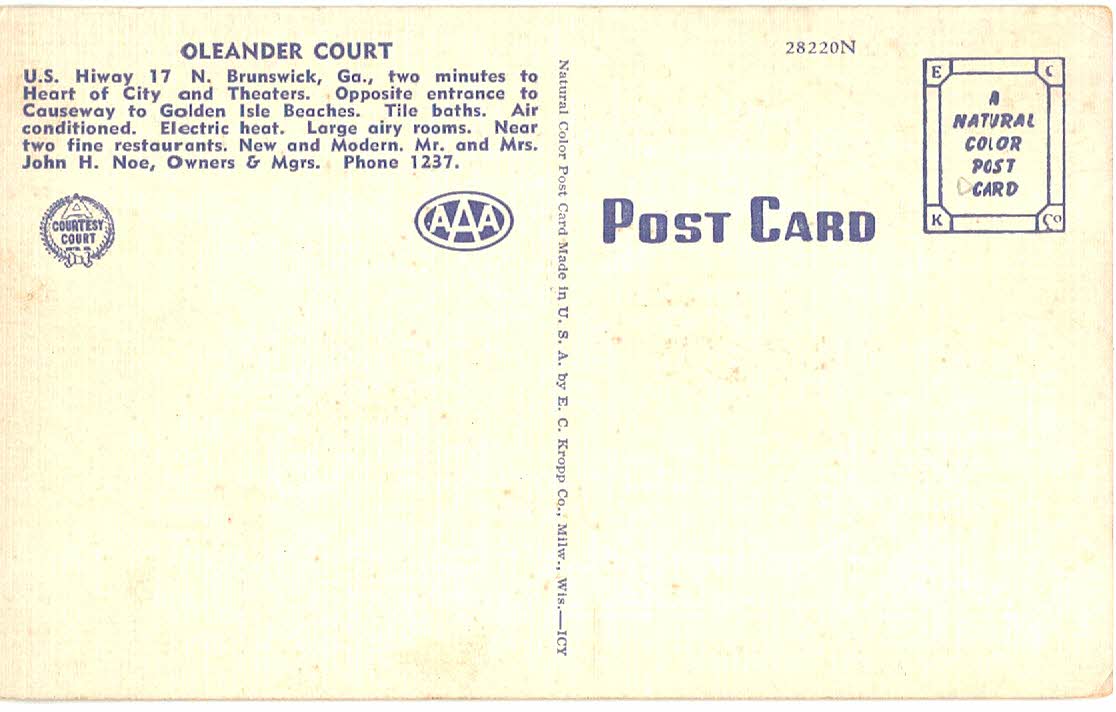 OLEANDER COURT
U.S. Hiway 17 N. Brunswick, Ga., two minutes to
Heart of City and Theaters. Opposite entrance to
Causeway to Golden Isle Beaches. Tile baths. Air
conditioned. Electric heat. Large airy rooms. Near
two fine restaurants. New and Modern. Mr. and Mrs.
John H. Noe, Owners & Mgrs. Phone 1237.
COURTESY
COURT
AAA
Natural Color Post Card Made in U. S. A. by E. C. Kropp Co., Milw., Wis.—ICY
28220N
POST CARD
E C
A
NATURAL
COLOR
POST
CARD
K Co